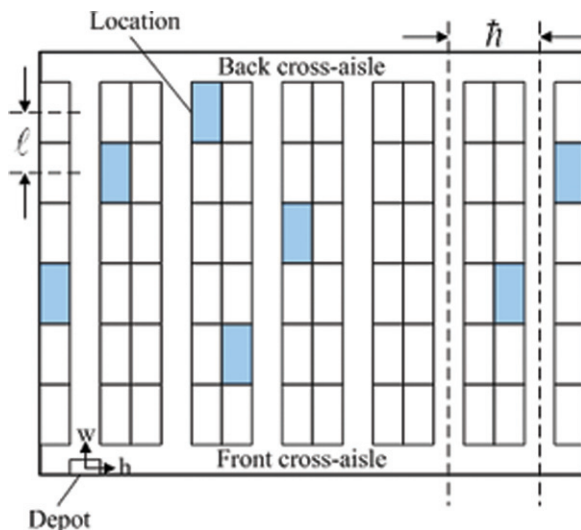 Location
ħ
Back cross-aisle
ℓ
w
h
Front cross-aisle
Depot